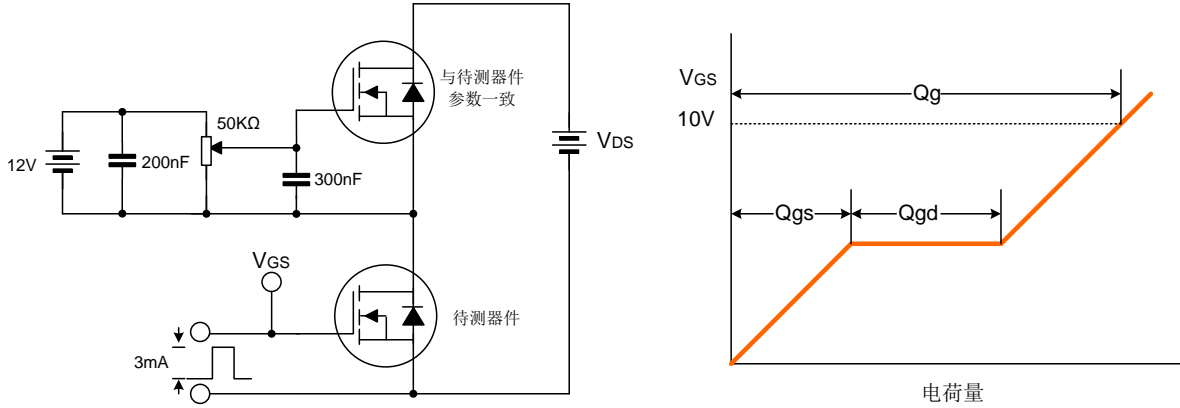 与待测器件
参数一致
50KΩ
12V
200nF
300nF
VDS
VGS
待测器件
3mA
VGS
Qg
10V
Qgs
Qgd
电荷量